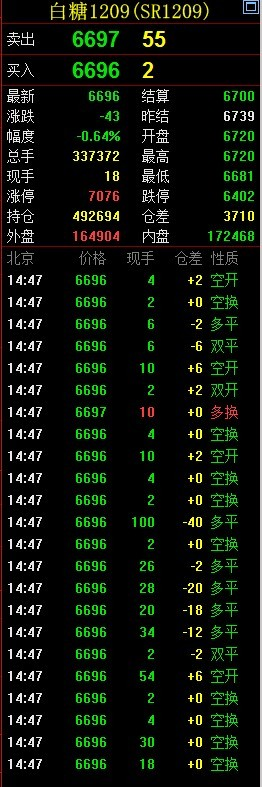 白糖1209(SR1209)
卖出 6697 55
买入 6696 2
最新 6696 结算 6700
涨跌 -43 昨结 6739
幅度 -0.64% 开盘 6720
总手 337372 最高 6720
现手 18 最低 6681
涨停 7076 跌停 6402
持仓 492694 仓差 3710
外盘 164904 内盘 172468
北京 价格 现手 仓差 性质
14:47 6696 4 +2 空开
14:47 6696 2 +0 空换
14:47 6696 6 -2 多平
14:47 6696 6 -6 双平
14:47 6696 10 +6 空开
14:47 6696 2 +2 双开
14:47 6697 10 +0 多换
14:47 6696 4 +0 空换
14:47 6696 10 +2 空开
14:47 6696 4 +0 空换
14:47 6696 2 +0 空换
14:47 6696 100 -40 多平
14:47 6696 2 +0 空换
14:47 6696 26 -2 多平
14:47 6696 28 -20 多平
14:47 6696 20 -18 多平
14:47 6696 34 -12 多平
14:47 6696 2 -2 双平
14:47 6696 54 +6 空开
14:47 6696 2 +0 空换
14:47 6696 4 +0 空换
14:47 6696 30 +0 空换
14:47 6696 18 +0 空换